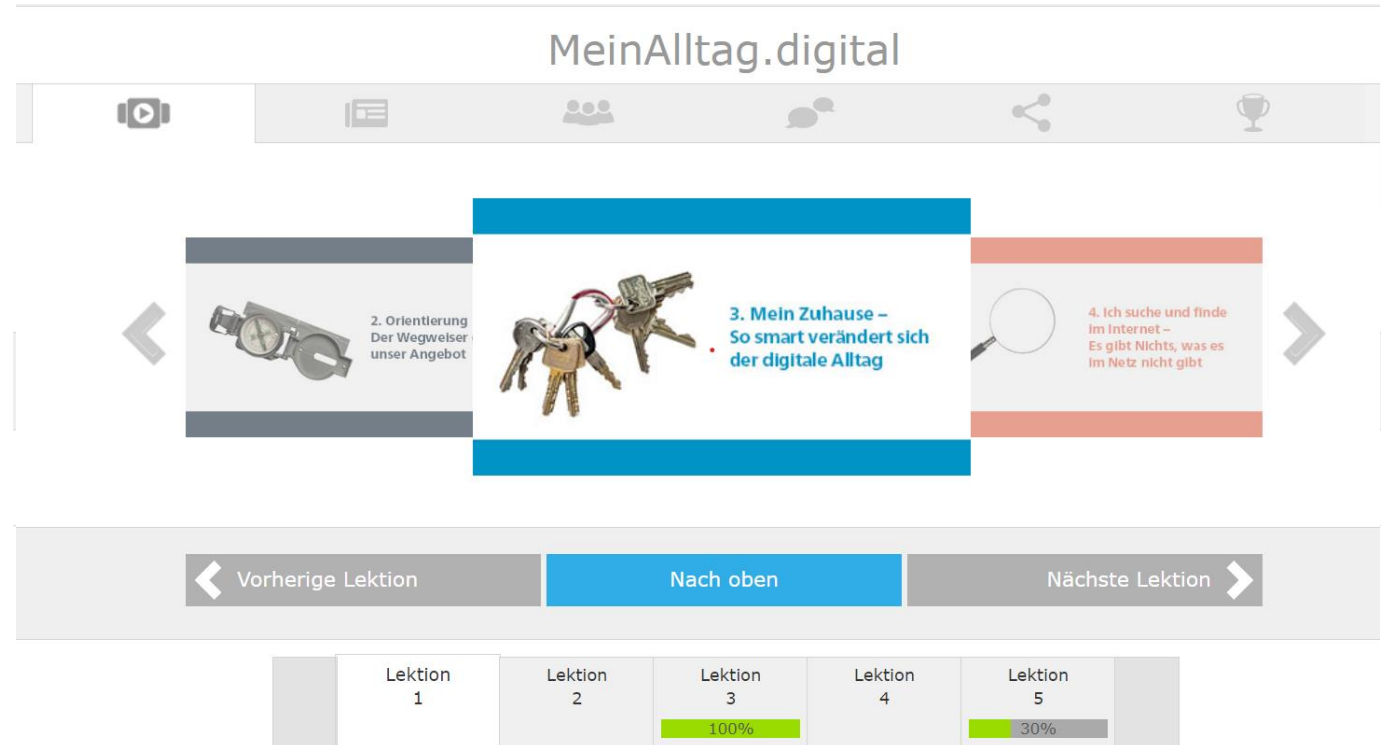 MeinAlltag.digital
2. Orientierung
Der Wegweiser
unser Angebot
3. Mein Zuhause –
So smart verändert sich
der digitale Alltag
4. Ich suche und finde
im Internet –
Es gibt Nichts, was es
im Netz nicht gibt
Vorherige Lektion
Nach oben
Nächste Lektion
Lektion
1
Lektion
2
Lektion
3
100%
Lektion
4
Lektion
5
30%